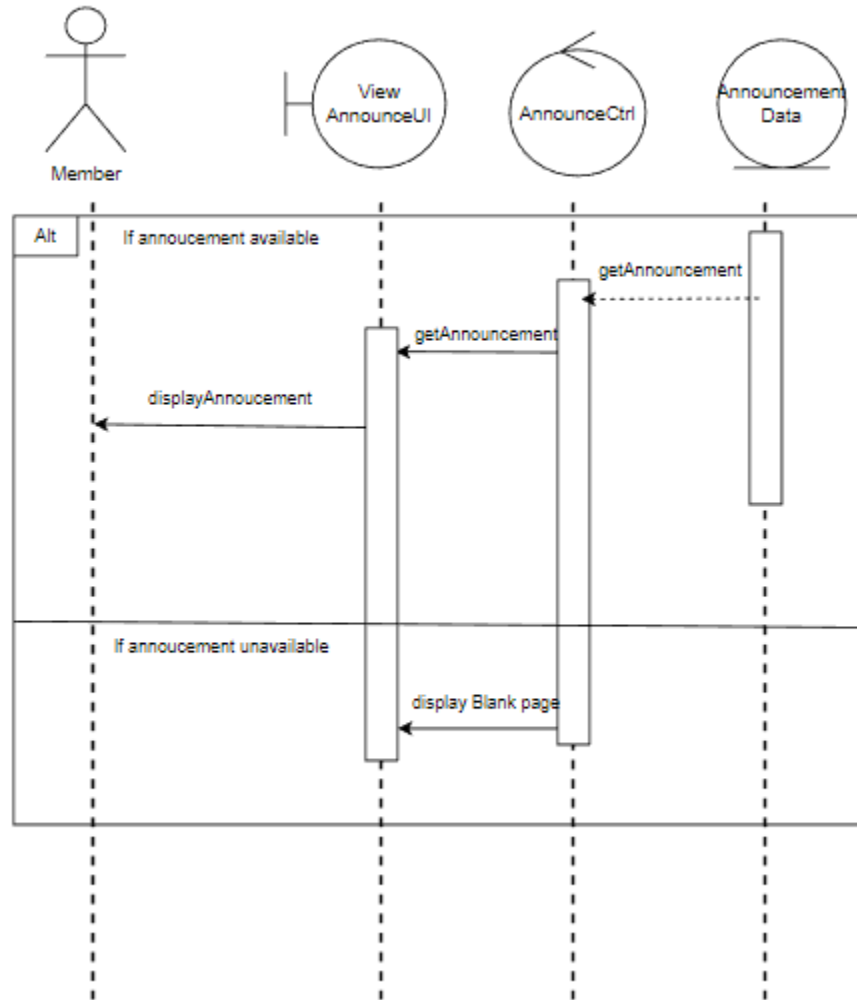 View
AnnounceUI
AnnounceCtrl
Announcement
Data
Member
Alt
If annoucement available
getAnnouncement
getAnnouncement
displayAnnoucement
If annoucement unavailable
display Blank page